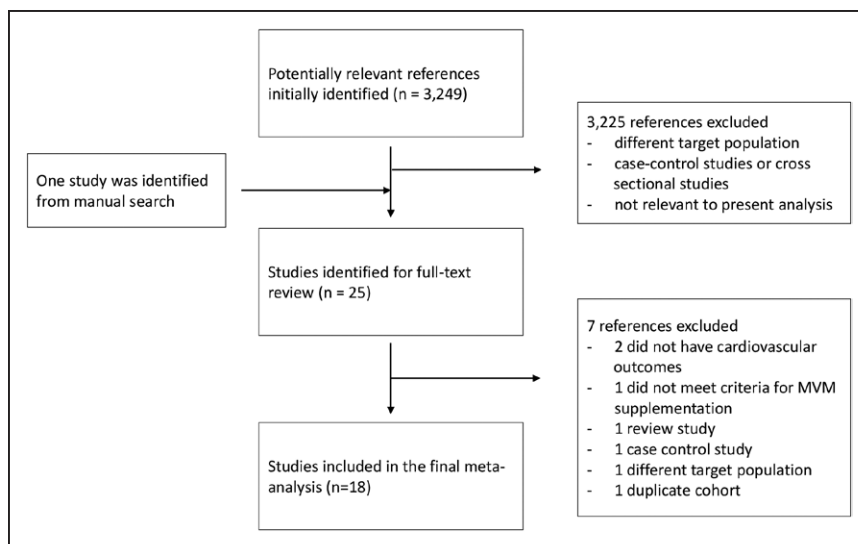 Potentially relevant references
initially identified (n = 3,249)
3,225 references excluded
- different target population
- case-control studies or cross
sectional studies
- not relevant to present analysis
One study was identified
from manual search
Studies identified for full-text
review (n = 25)
7 references excluded
- 2 did not have cardiovascular
outcomes
- 1 did not meet criteria for MVM
supplementation
- 1 review study
- 1 case control study
- 1 different target population
- 1 duplicate cohort
Studies included in the final meta-
analysis (n=18)